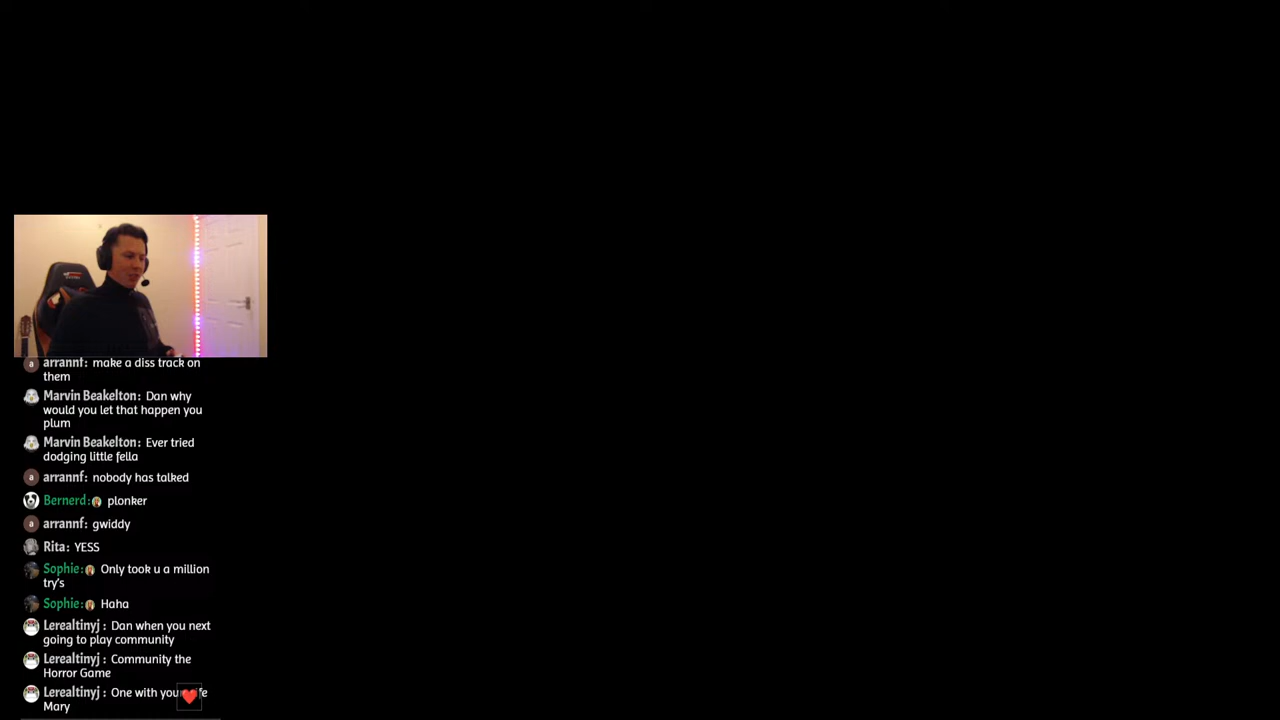 a arrannf: make a diss track on
them
Marvin Beakelton: Dan why
would you let that happen you
plum
Marvin Beakelton: Ever tried
dodging little fella
a arrannf: nobody has talked
Bernerd: plonker
a arrannf: gwiddy
Rita: YESS
Sophie: Only took u a million
try's
Sophie: Haha
Lerealtinyj: Dan when you next
going to play community
Lerealtinyj: Community the
Horror Game
Lerealtinyj: One with your
Mary